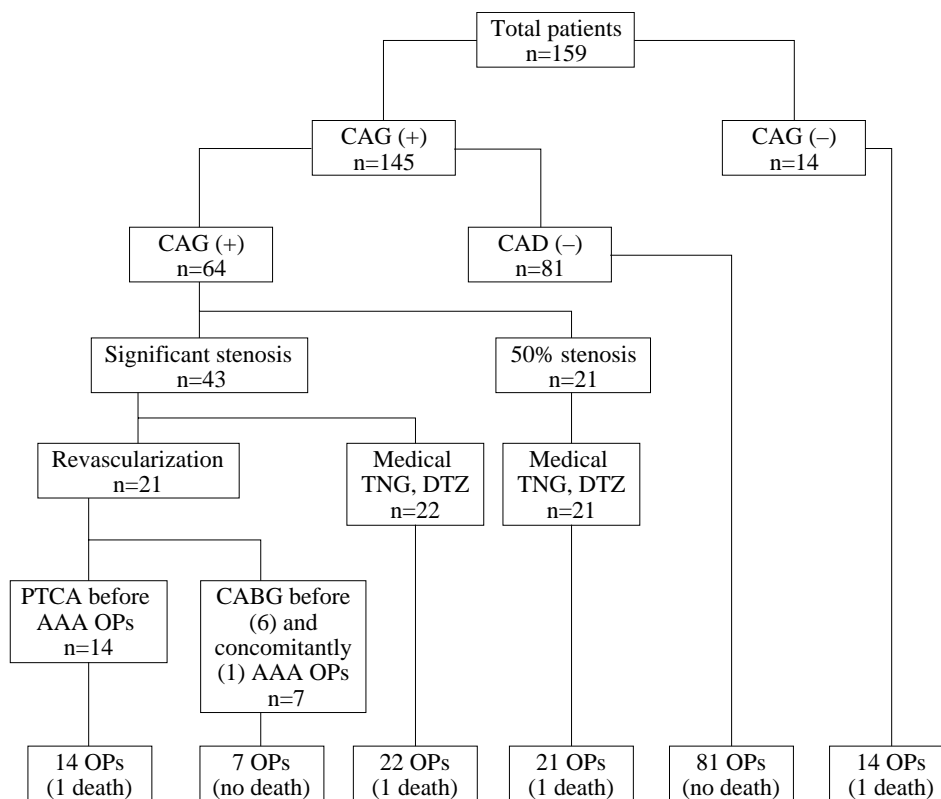 Total patients
n=159
CAG (+)
n=145
CAG (–)
n=14
CAG (+)
n=64
CAD (–)
n=81
Significant stenosis
n=43
50% stenosis
n=21
Revascularization
n=21
Medical
TNG, DTZ
n=22
Medical
TNG, DTZ
n=21
PTCA before
AAA OPs
n=14
CABG before
(6) and
concomitantly
(1) AAA OPs
n=7
14 OPs
(1 death)
7 OPs
(no death)
22 OPs
(1 death)
21 OPs
(1 death)
81 OPs
(no death)
14 OPs
(1 death)